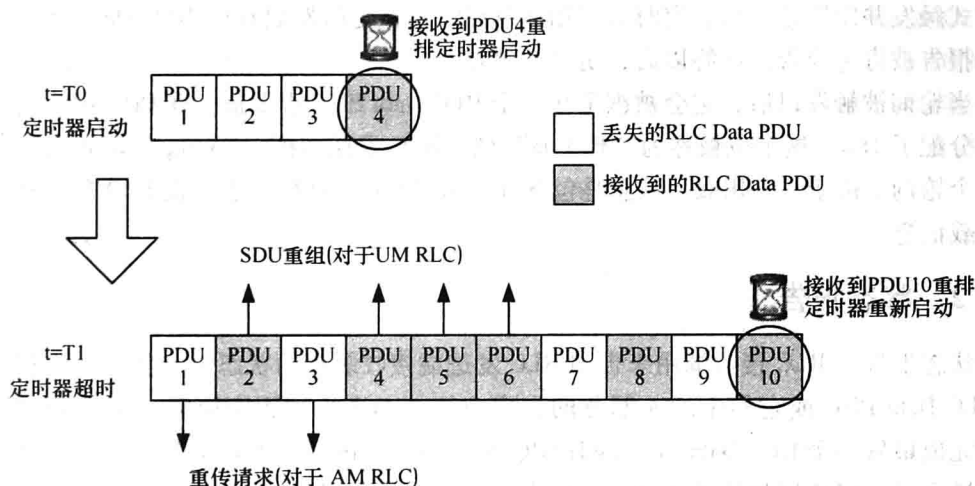 接收到PDU4重
排定时器启动
t=T0
定时器启动
PDU 1
PDU 2
PDU 3
PDU 4
丢失的RLC Data PDU
接收到的RLC Data PDU
SDU重组(对于UM RLC)
接收到PDU10重排
定时器重新启动
t=T1
定时器超时
PDU 1
PDU 2
PDU 3
PDU 4
PDU 5
PDU 6
PDU 7
PDU 8
PDU 9
PDU 10
重传请求(对于 AM RLC)